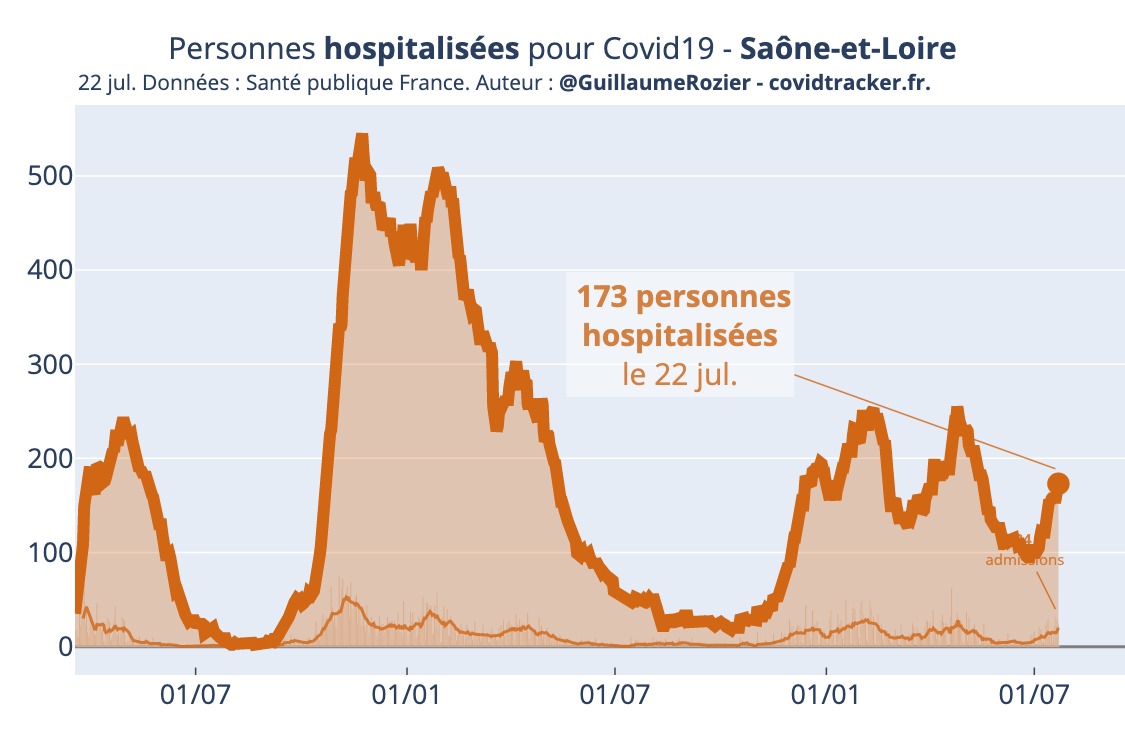 Personnes hospitalisées pour Covid19 - Saône-et-Loire
22 jul. Données : Santé publique France. Auteur : @GuillaumeRozier - covidtracker.fr.
500
400
300
200
100
0
173 personnes
hospitalisées
le 22 jul.
admissions
01/07
01/01
01/07
01/01
01/07